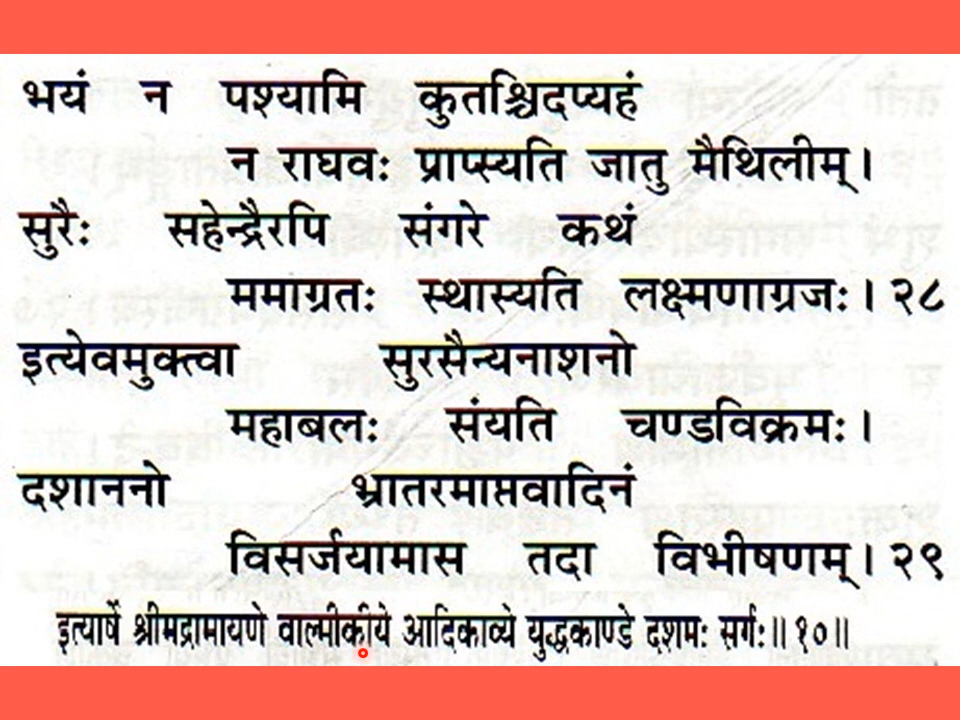 भयं न पश्यामि कुतश्चिदप्यहं
न राघवः प्राप्स्यति जातु मैथिलीम्।
सुरैः सहेन्द्रैरपि संगरे कथं
ममाग्रतः स्थास्यति लक्ष्मणाग्रजः। २८
इत्येवमुक्त्वा सुरसैन्यनाशनो
महाबलः संयति चण्डविक्रमः।
दशाननो भ्रातरमाप्तवादिनं
विसर्जयामास तदा विभीषणम्। २९
इत्यार्षे श्रीमद्रामायणे वाल्मीकीये आदिकाव्ये युद्धकाण्डे दशमः सर्गः॥ १०॥